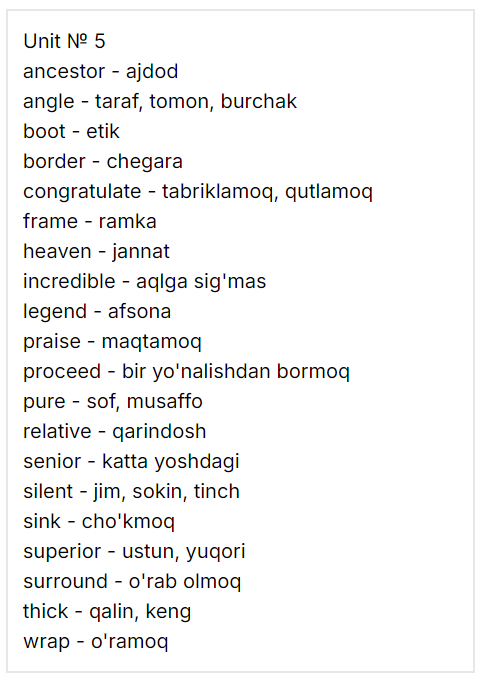 Unit № 5
ancestor - ajdod
angle - taraf, tomon, burchak
boot - etik
border - chegara
congratulate - tabriklamoq, qutlamoq
frame - ramka
heaven - jannat
incredible - aqlga sig'mas
legend - afsona
praise - maqtamoq
proceed - bir yo'nalishdan bormoq
pure - sof, musaffo
relative - qarindosh
senior - katta yoshdagi
silent - jim, sokin, tinch
sink - cho'kmoq
superior - ustun, yuqori
surround - o'rab olmoq
thick - qalin, keng
wrap - o'ramoq